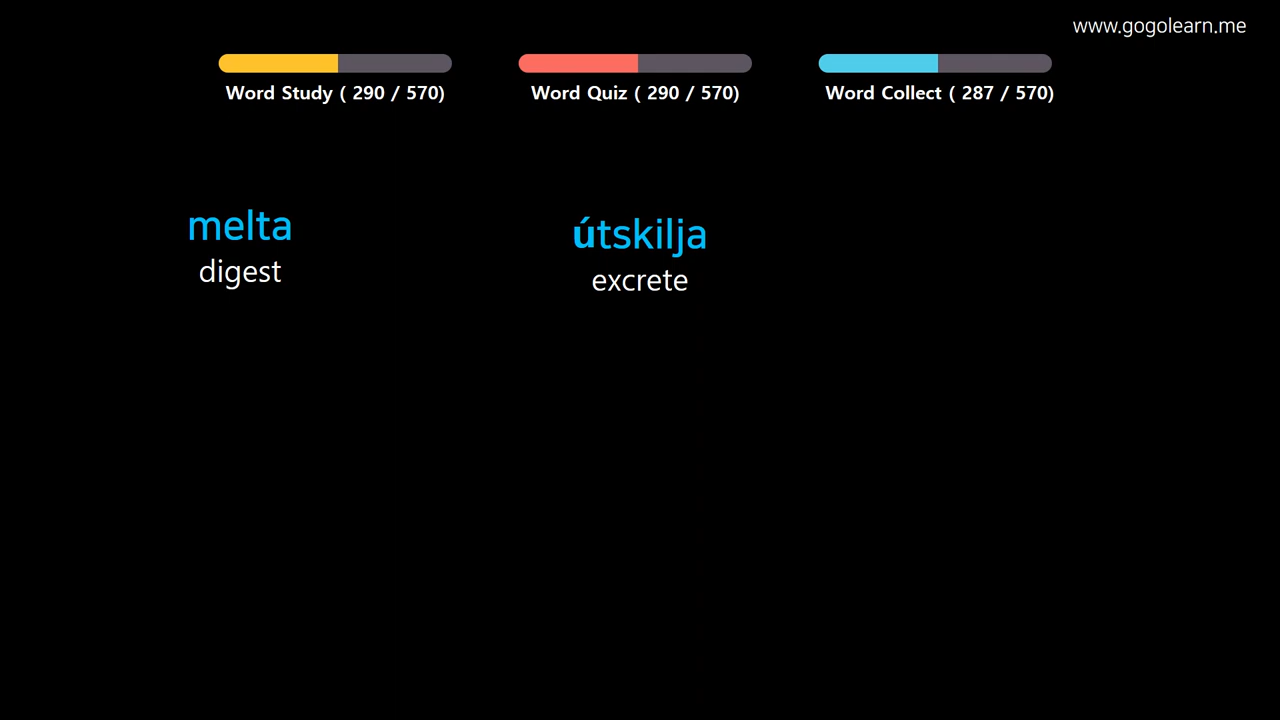 www.gogolearn.me
Word Study ( 290 / 570)
Word Quiz ( 290 / 570)
Word Collect ( 287 / 570)
melta
digest
útskilja
excrete